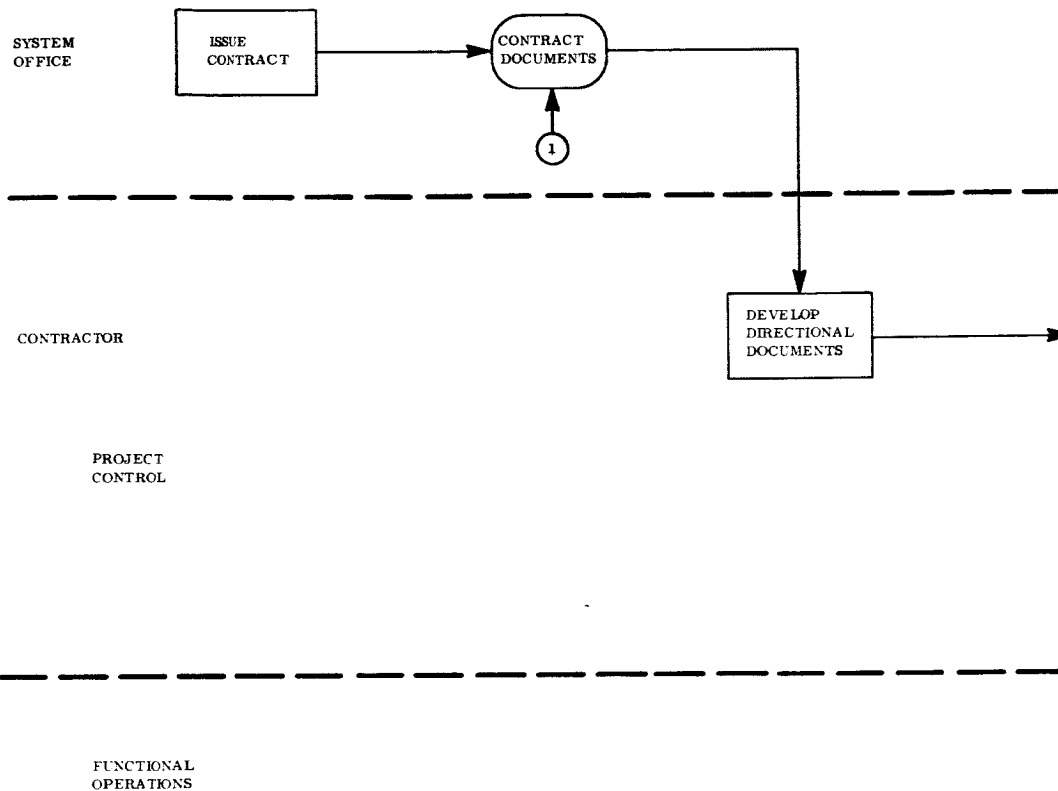 SYSTEM
OFFICE
ISSUE
CONTRACT
CONTRACT
DOCUMENTS
1
CONTRACTOR
DEVELOP
DIRECTIONAL
DOCUMENTS
PROJECT
CONTROL
FUNCTIONAL
OPERATIONS